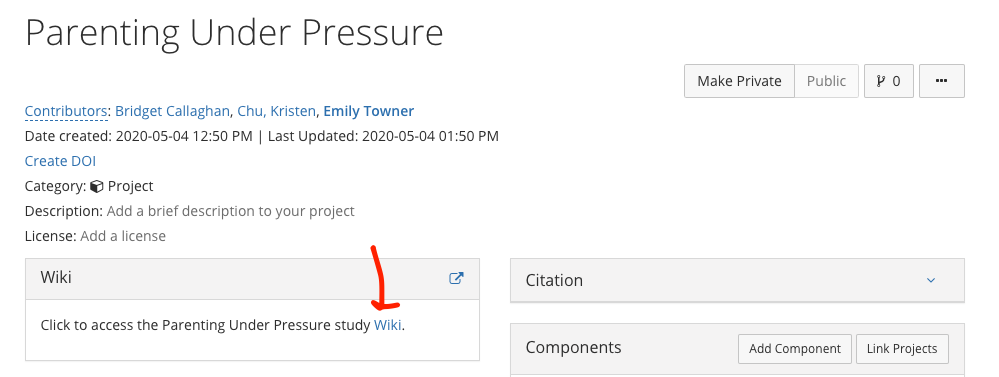 Parenting Under Pressure
Make Private Public 0 ...
Contributors: Bridget Callaghan, Chu, Kristen, Emily Towner
Date created: 2020-05-04 12:50 PM | Last Updated: 2020-05-04 01:50 PM
Create DOI
Category: Project
Description: Add a brief description to your project
License: Add a license
Wiki
Click to access the Parenting Under Pressure study Wiki.
Citation
Components Add Component Link Projects